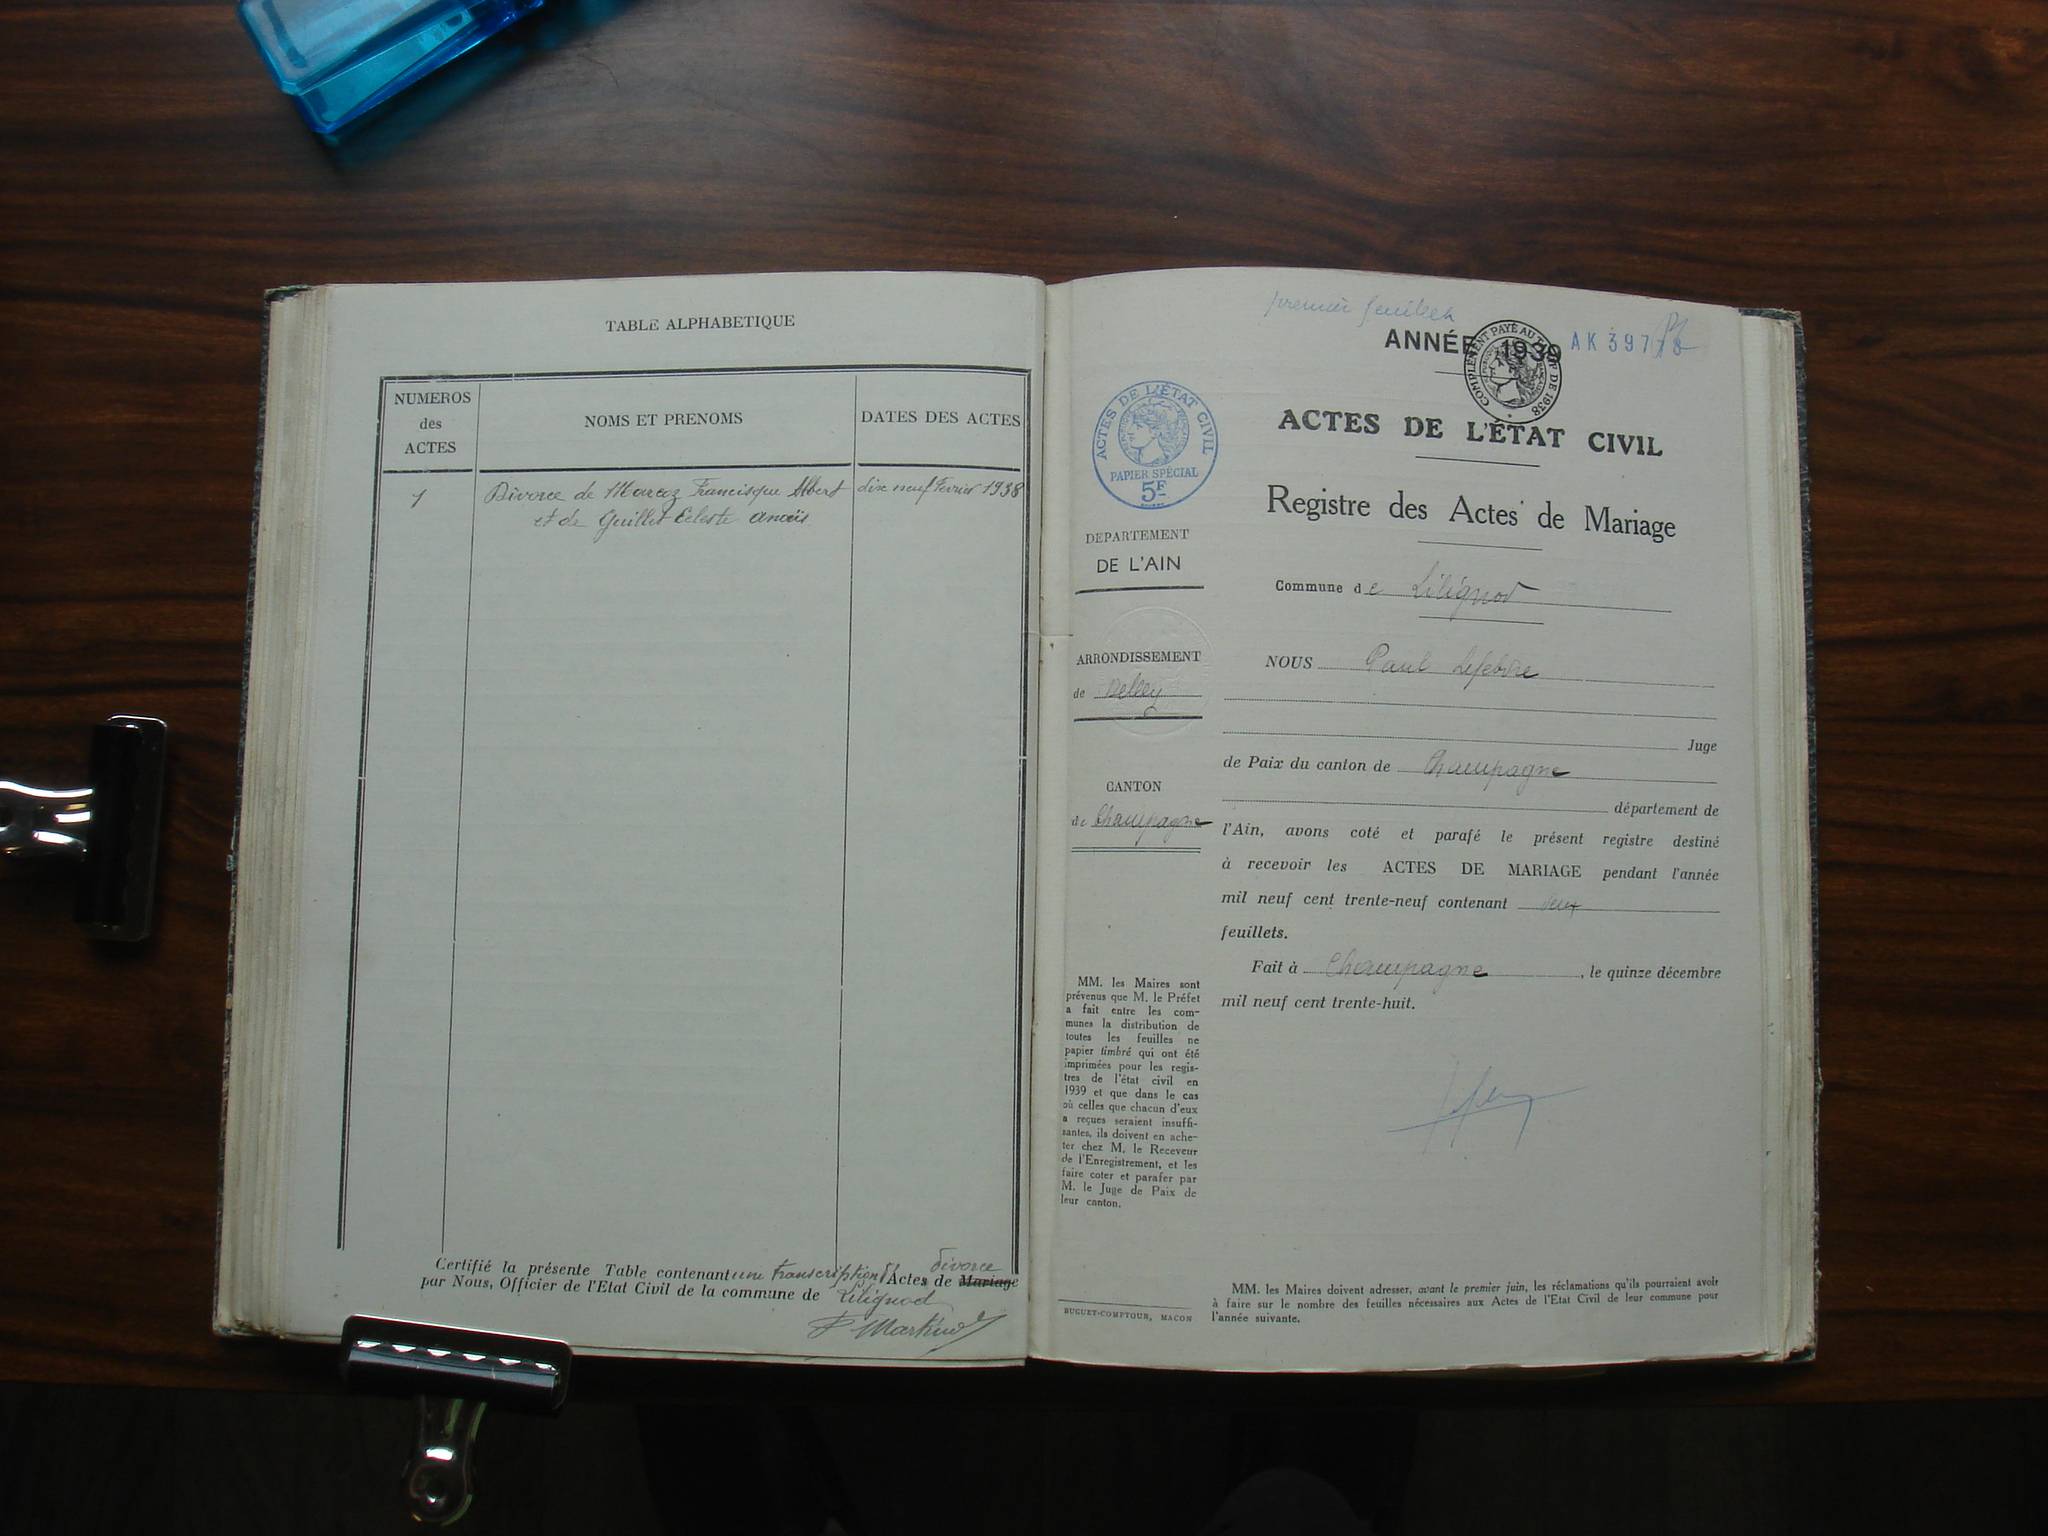 TABLE ALPHABETIQUE
NUMEROS
des
ACTES
NOMS ET PRENOMS
DATES DES ACTES
1
Divorce de Marcoz Francisque Albert
dix neuf Fevrier 1938
et de Guillet Celeste Anaïs
divorce
Certifié la présente Table contenant une transcription d' Actes de Mariage
par Nous, Officier de l'Etat Civil de la commune de Lilignod
premier feuillet
ANNÉE 1939
AK 397
COMPLÉMENT PAYÉ AU TARIF DE 1938
ACTES DE L'ÉTAT CIVIL
PAPIER SPÉCIAL
5F
ACTES DE L'ÉTAT CIVIL
Registre des Actes de Mariage
DEPARTEMENT
DE L'AIN
Commune de Lilignod
ARRONDISSEMENT
de Belley
NOUS Paul Lefebvre
Juge
de Paix du canton de Champagne
CANTON
de Champagne
département de
l'Ain, avons coté et parafé le présent registre destiné
à recevoir les ACTES DE MARIAGE pendant l'année
mil neuf cent trente-neuf contenant deux
feuillets.
Fait à Champagne, le quinze décembre
mil neuf cent trente-huit.
MM. les Maires sont
prévenus que M. le Préfet
a fait entre les com-
munes la distribution de
toutes les feuilles de
papier timbré qui ont été
imprimées pour les regis-
tres de l'état civil en
1939 et que dans le cas
où celles que chacun d'eux
a reçues seraient insuffi-
santes, ils doivent en ache-
ter chez M. le Receveur
de l'Enregistrement, et les
faire coter et parafer par
M. le Juge de Paix de
leur canton.
BUGUET-COMPTOUR, MACON
MM. les Maires doivent adresser, avant le premier juin, les réclamations qu'ils pourraient avoir
à faire sur le nombre des feuilles nécessaires aux Actes de l'Etat Civil de leur commune pour
l'année suivante.